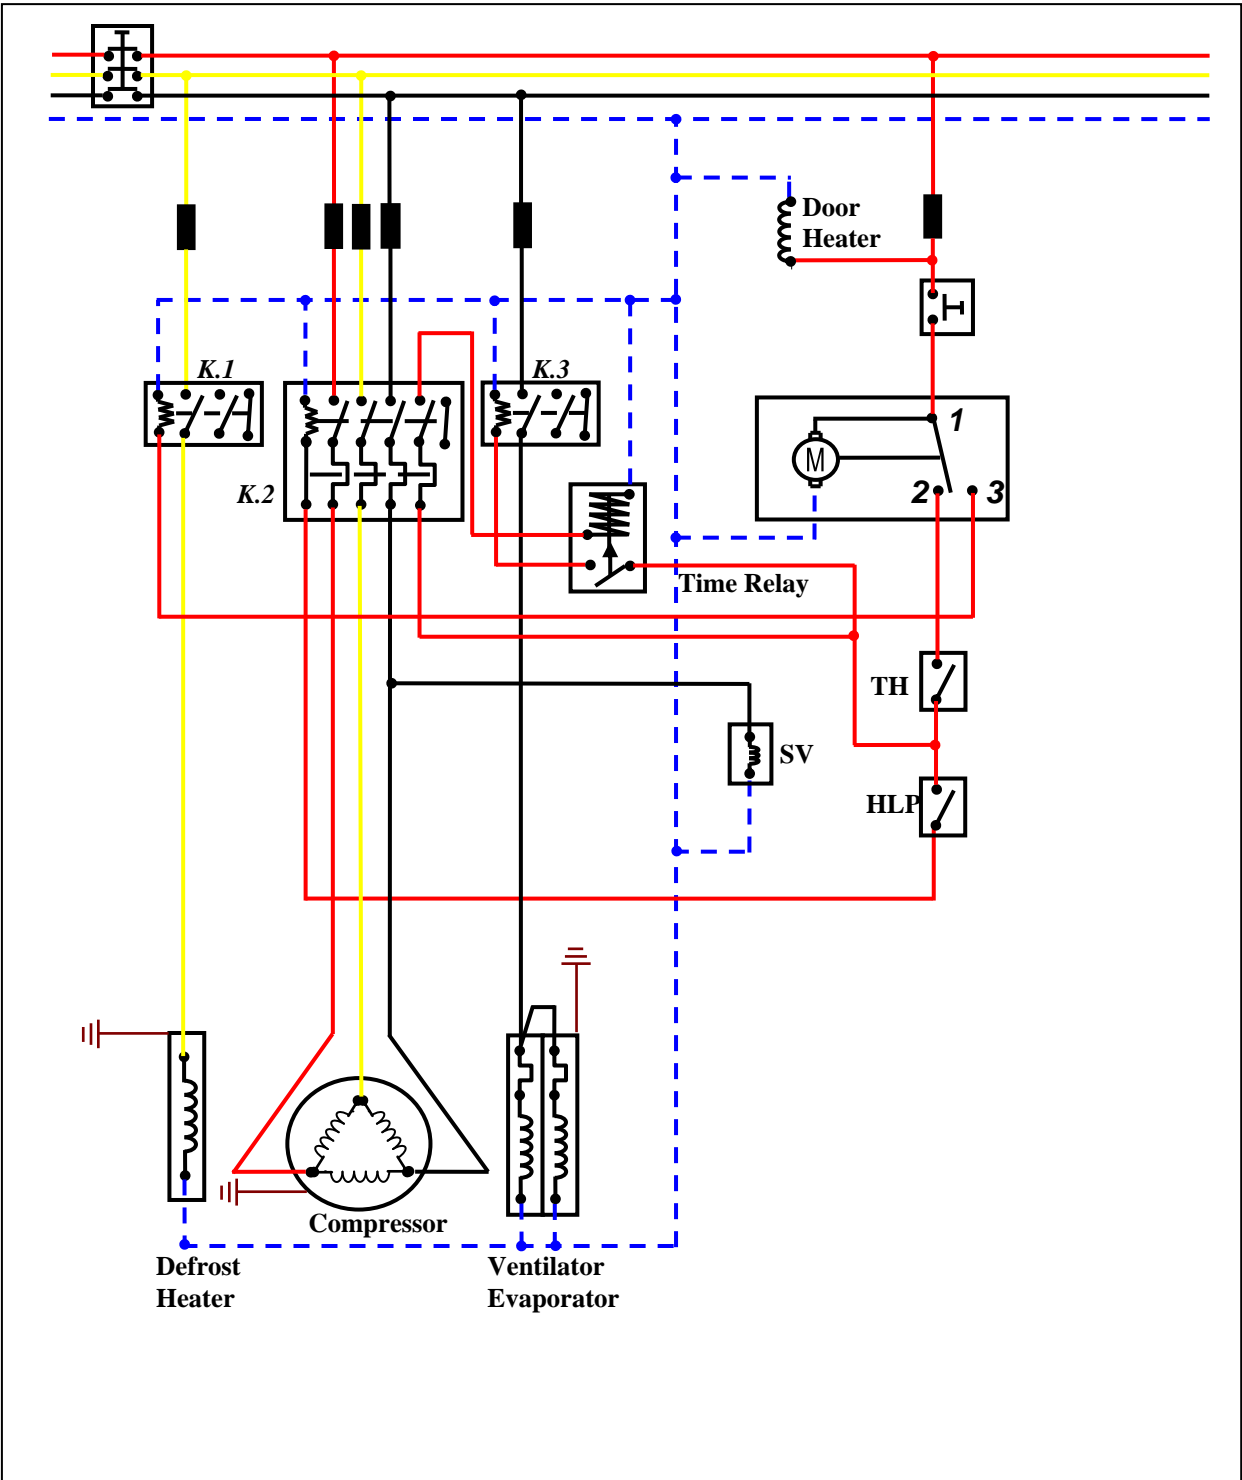 Door
Heater
K.1
K.3
1
M
2
3
K.2
Time Relay
TH
SV
HLP
Compressor
Defrost
Heater
Ventilator
Evaporator